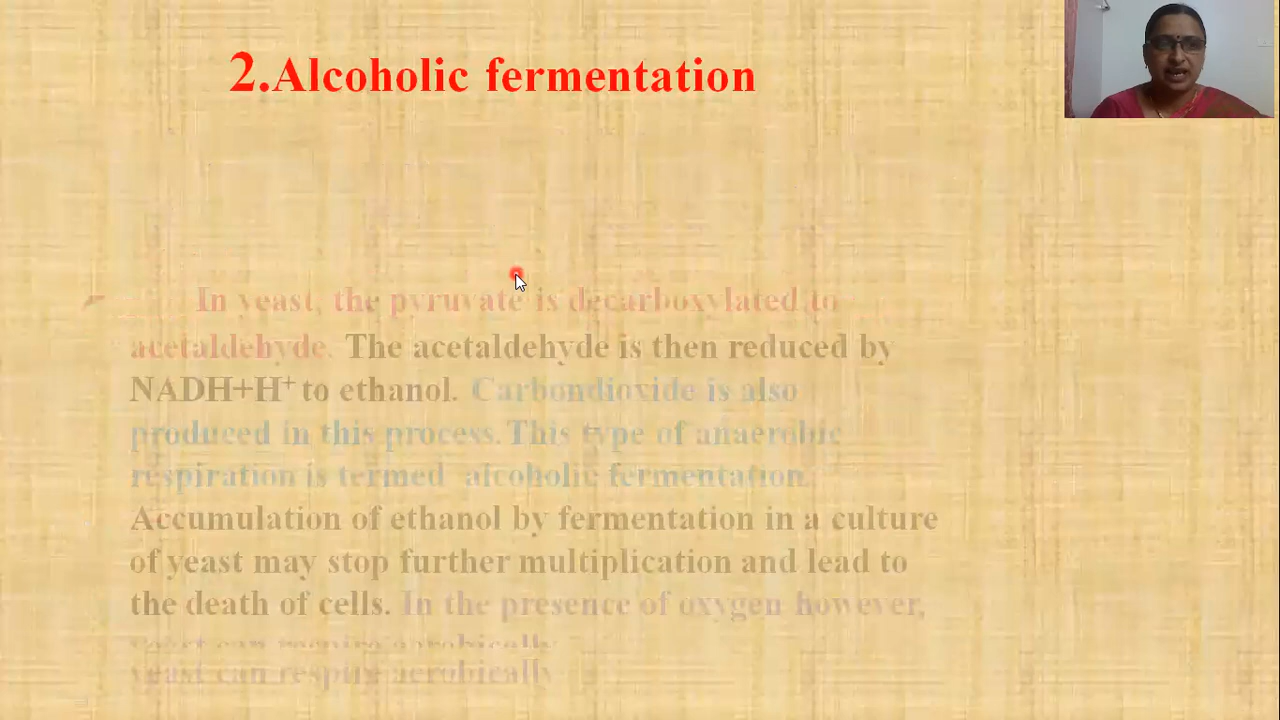 2.Alcoholic fermentation
In yeast, the pyruvate is decarboxylated to
acetaldehyde. The acetaldehyde is then reduced by
NADH+H⁺ to ethanol. Carbondioxide is also
produced in this process.This type of anaerobic
respiration is termed alcoholic fermentation.
Accumulation of ethanol by fermentation in a culture
of yeast may stop further multiplication and lead to
the death of cells. In the presence of oxygen however,
yeast can respire aerobically